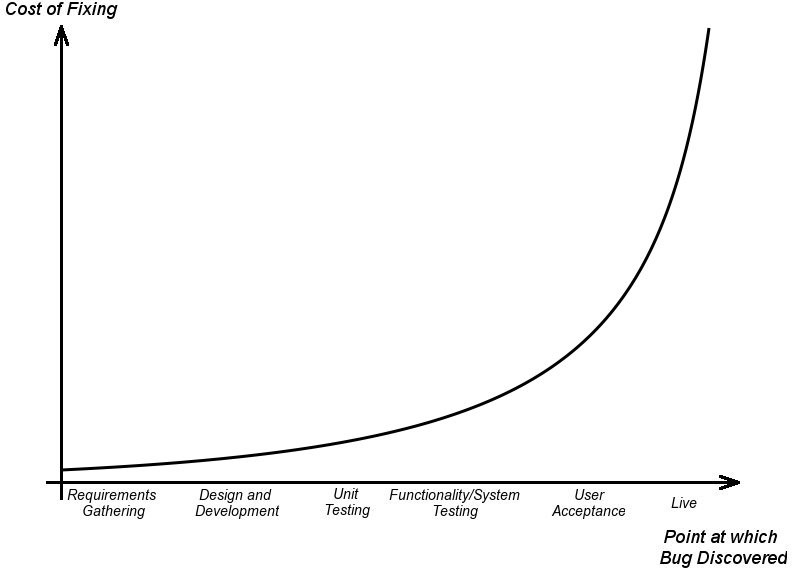 Cost of Fixing
Requirements
Gathering
Design and
Development
Unit
Testing
Functionality/System
Testing
User
Acceptance
Live
Point at which
Bug Discovered